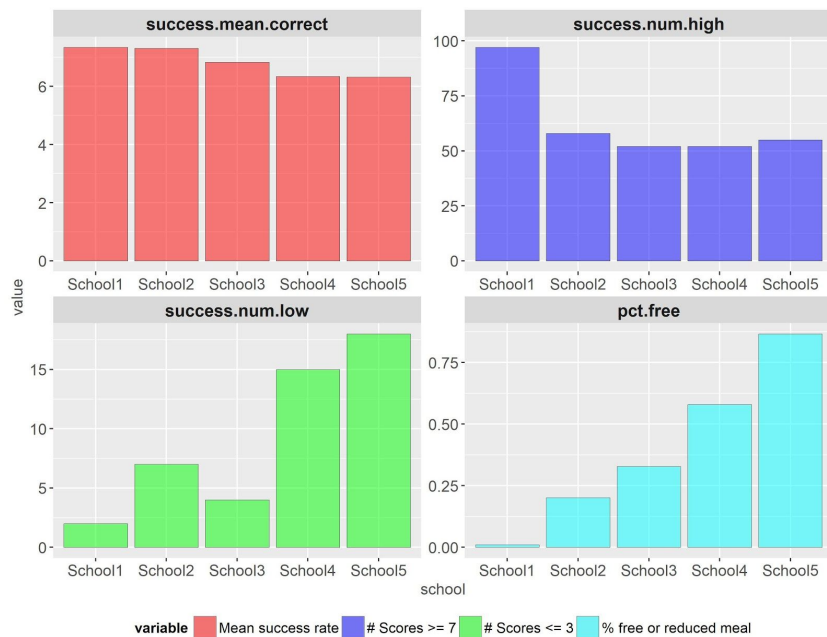 success.mean.correct
success.num.high
6
4
2
0
100
75
50
25
0
School1 School2 School3 School4 School5
School1 School2 School3 School4 School5
value
success.num.low
pct.free
15
10
5
0
0.75
0.50
0.25
0.00
School1 School2 School3 School4 School5
School1 School2 School3 School4 School5
school
variable Mean success rate # Scores >= 7 # Scores <= 3 % free or reduced meal